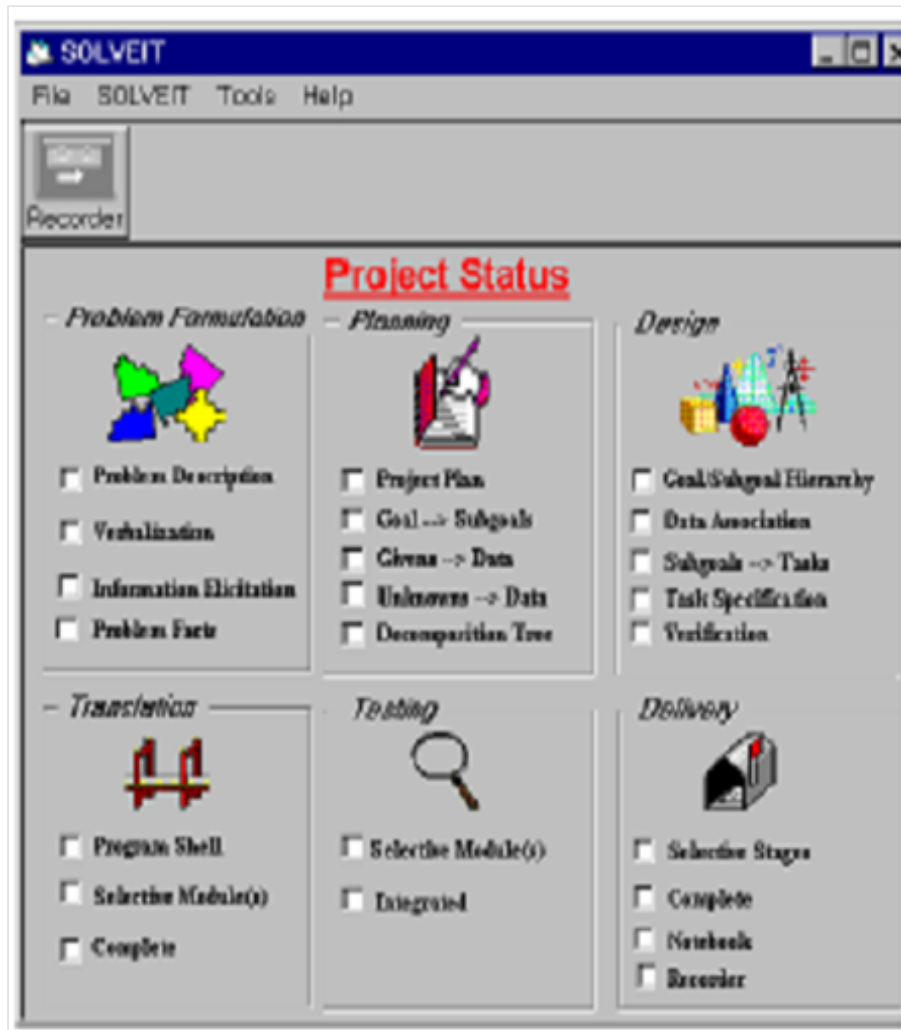 SOLVEIT
File SOLVEIT Tools Help
Recorder
Project Status
Problem Formulation
Problem Description
Verbalization
Information Elicitation
Problem Facts
Planning
Project Plan
Goal --> Subgoals
Givens --> Data
Unknowns --> Data
Decomposition Tree
Design
Goal/Subgoal Hierarchy
Data Association
Subgoals --> Tasks
Task Specification
Verification
Translation
Program Shell
Selective Module(s)
Complete
Testing
Selective Module(s)
Integrated
Delivery
Selective Stages
Complete
Notebook
Recorder